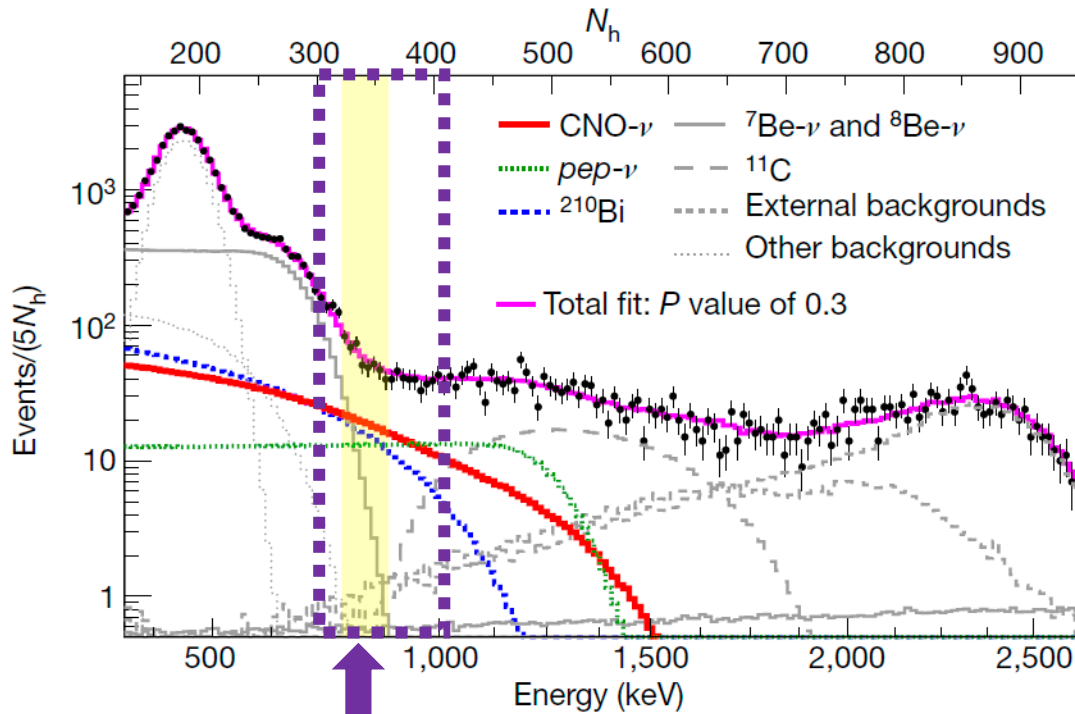 N_h
200 300 400 500 600 700 800 900
CNO-ν
⁷Be-ν and ⁸Be-ν
pep-ν
¹¹C
²¹⁰Bi
External backgrounds
Other backgrounds
Total fit: P value of 0.3
Events/(5N_h)
10³
10²
10
1
500 1,000 1,500 2,000 2,500
Energy (keV)